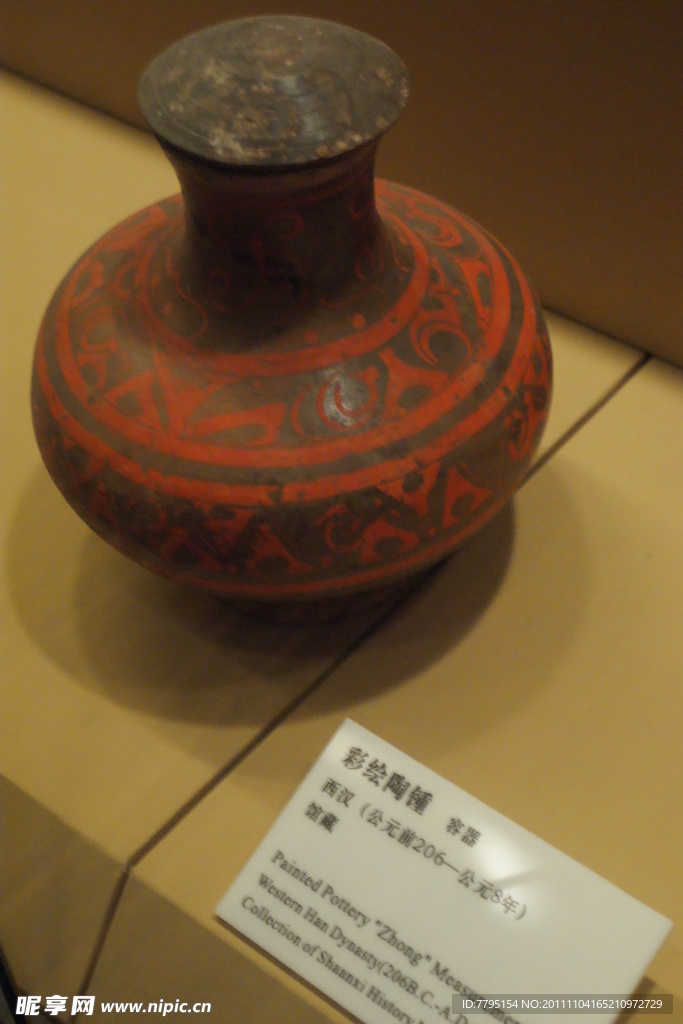 彩绘陶锺 容器
西汉（公元前206—公元8年）
馆藏
Painted Pottery "Zhong" Measurement
Western Han Dynasty(206B.C.-A.D
Collection of Shaanxi History
昵享网 www.nipic.cn
ID:7795154 NO:20111104165210972729